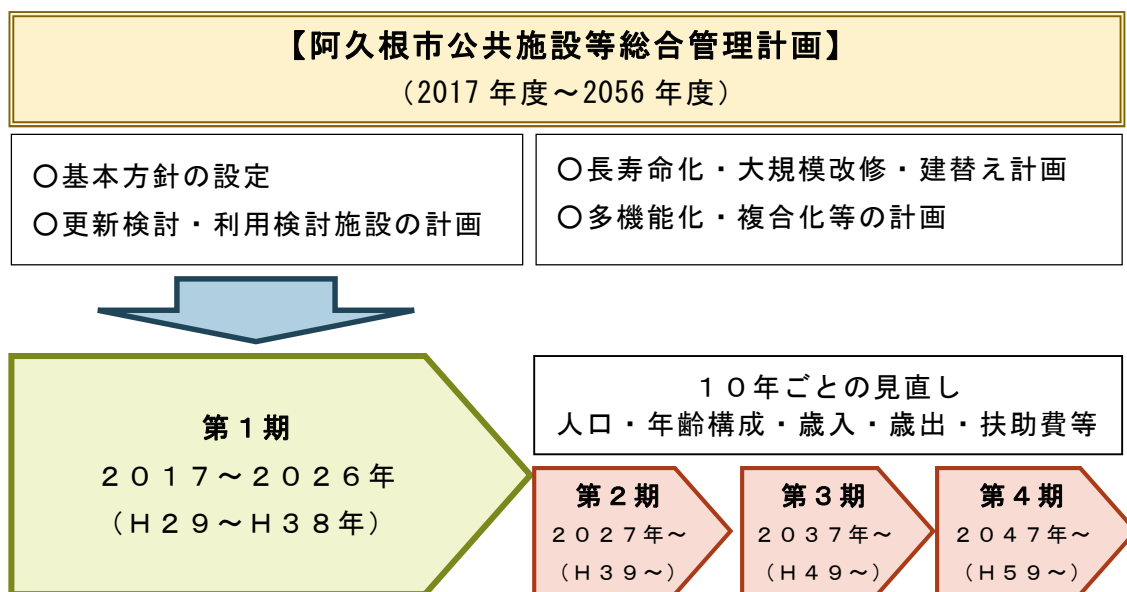 【阿久根市公共施設等総合管理計画】
（2017 年度～2056 年度）
○基本方針の設定
○更新検討・利用検討施設の計画
○長寿命化・大規模改修・建替え計画
○多機能化・複合化等の計画
第１期
２０１７～２０２６年
（Ｈ２９～Ｈ３８年）
１０年ごとの見直し
人口・年齢構成・歳入・歳出・扶助費等
第２期
２０２７年～
（Ｈ３９～）
第３期
２０３７年～
（Ｈ４９～）
第４期
２０４７年～
（Ｈ５９～）